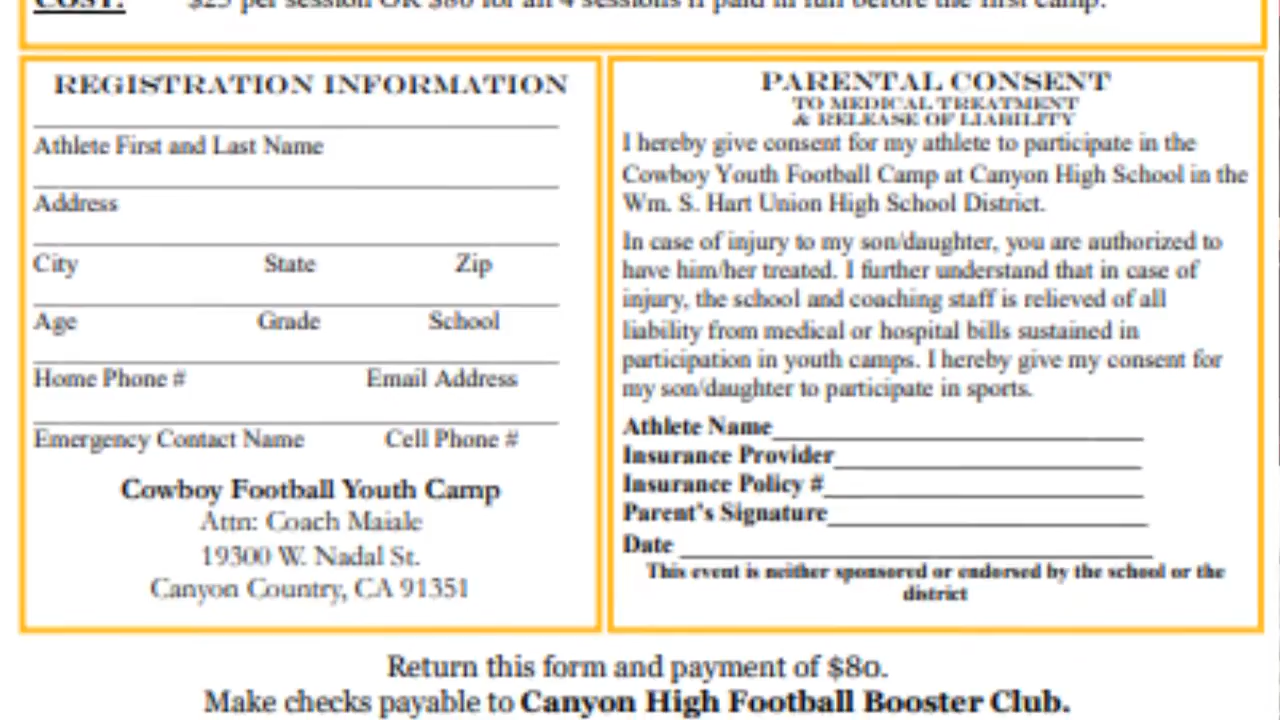 COST: $25 per session OR $80 for all 4 sessions if paid in full before the first camp.
REGISTRATION INFORMATION
Athlete First and Last Name
Address
City State Zip
Age Grade School
Home Phone # Email Address
Emergency Contact Name Cell Phone #
Cowboy Football Youth Camp
Attn: Coach Maiale
19300 W. Nadal St.
Canyon Country, CA 91351
PARENTAL CONSENT
TO MEDICAL TREATMENT
& RELEASE OF LIABILITY
I hereby give consent for my athlete to participate in the
Cowboy Youth Football Camp at Canyon High School in the
Wm. S. Hart Union High School District.
In case of injury to my son/daughter, you are authorized to
have him/her treated. I further understand that in case of
injury, the school and coaching staff is relieved of all
liability from medical or hospital bills sustained in
participation in youth camps. I hereby give my consent for
my son/daughter to participate in sports.
Athlete Name
Insurance Provider
Insurance Policy #
Parent's Signature
Date
This event is neither sponsored or endorsed by the school or the
district
Return this form and payment of $80.
Make checks payable to Canyon High Football Booster Club.